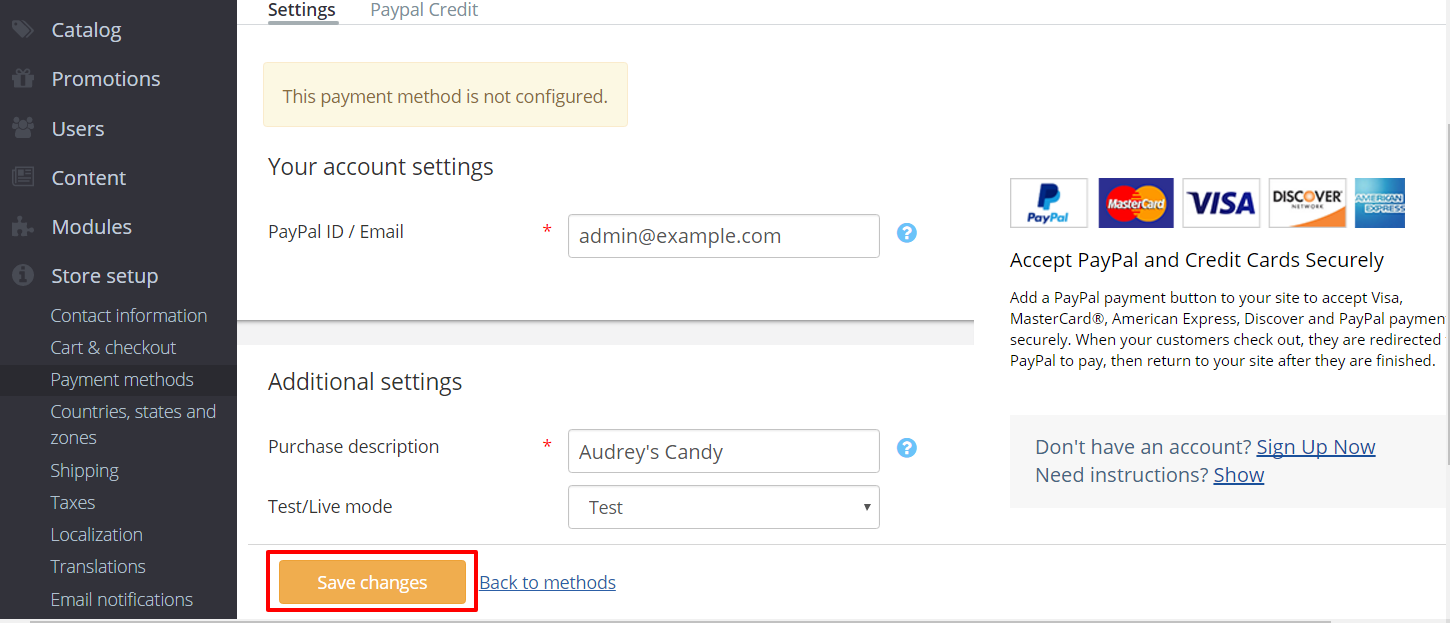 Catalog
Promotions
Users
Content
Modules
Store setup
Contact information
Cart & checkout
Payment methods
Countries, states and
zones
Shipping
Taxes
Localization
Translations
Email notifications
Settings
Paypal Credit
This payment method is not configured.
Your account settings
PayPal ID / Email
*
admin@example.com
?
Additional settings
Purchase description
*
Audrey's Candy
?
Test/Live mode
Test
Save changes
Back to methods
PayPal
MasterCard
VISA
DISCOVER
NETWORK
AMERICAN
EXPRESS
Accept PayPal and Credit Cards Securely
Add a PayPal payment button to your site to accept Visa,
MasterCard®, American Express, Discover and PayPal paymen
securely. When your customers check out, they are redirected
PayPal to pay, then return to your site after they are finished.
Don't have an account? Sign Up Now
Need instructions? Show